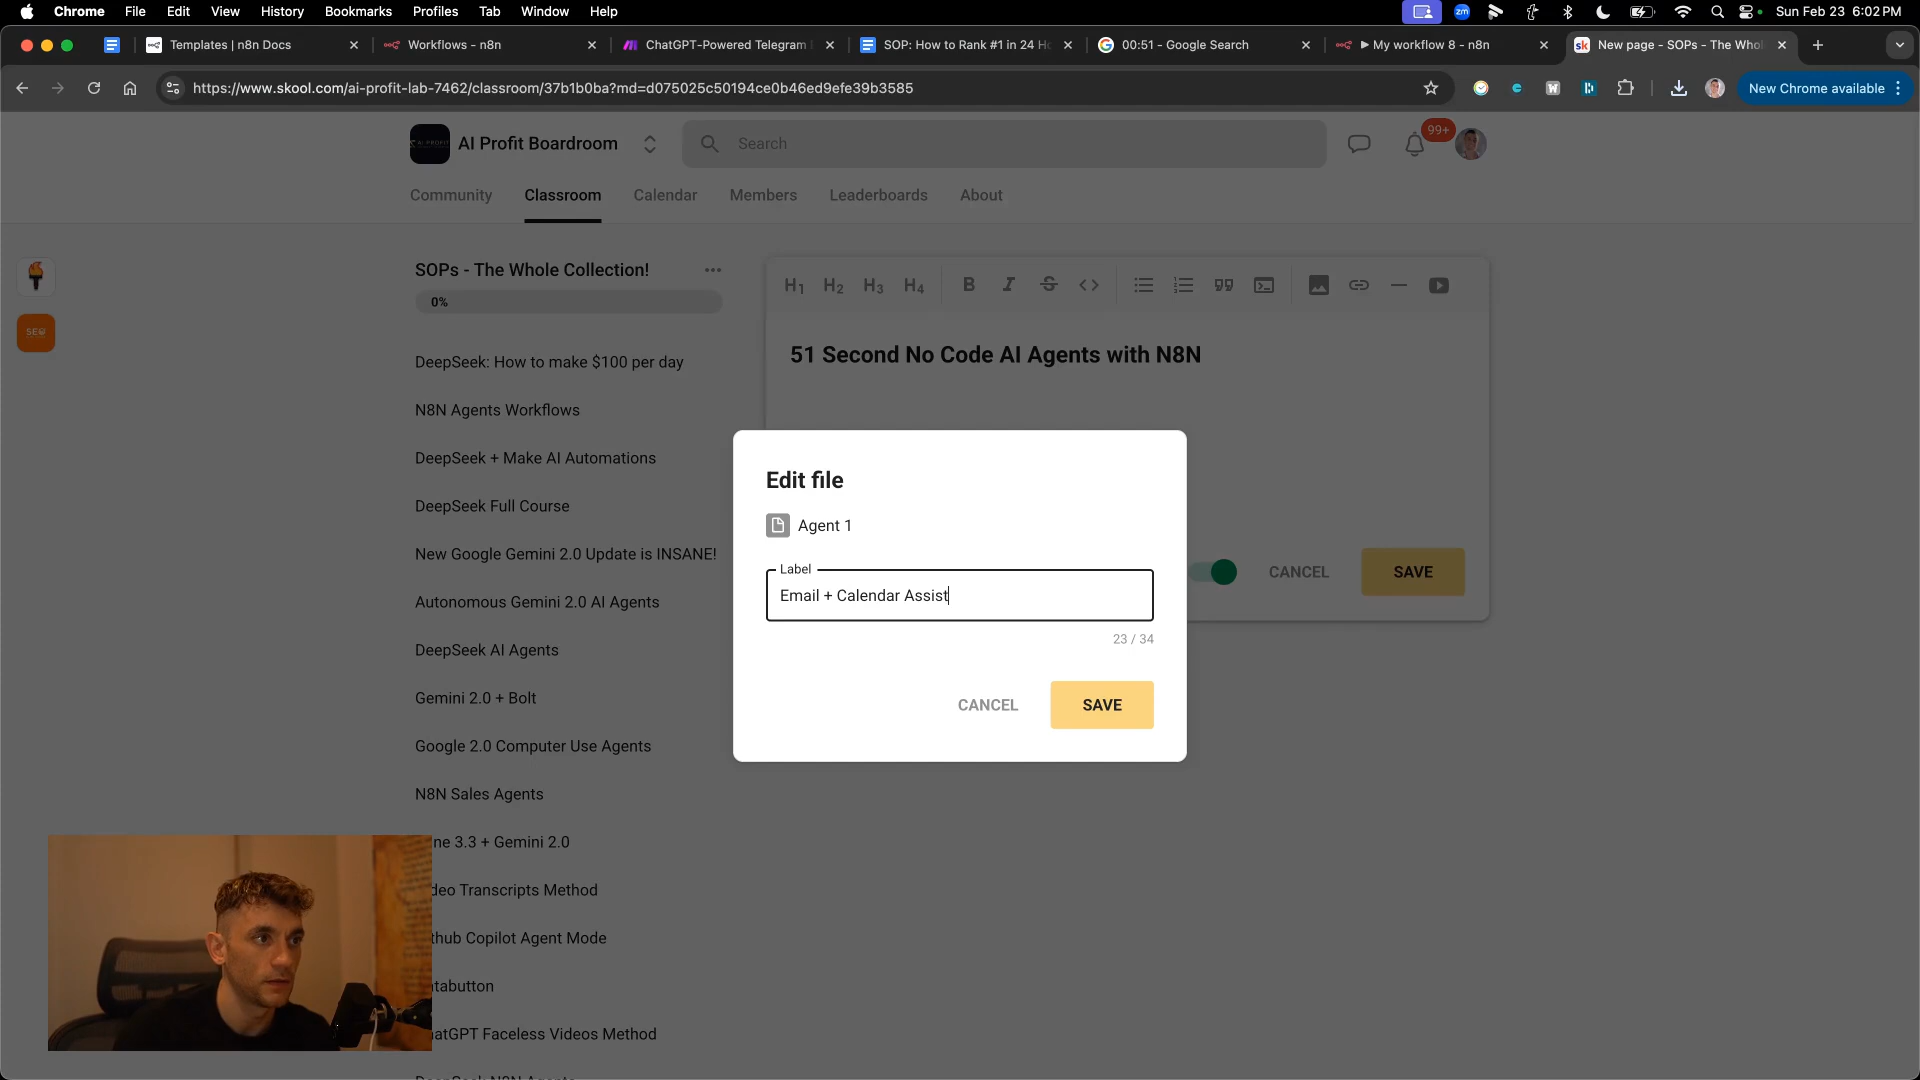 Chrome File Edit View History Bookmarks Profiles Tab Window Help zm Sun Feb 23 6:02 PM
Templates | n8n Docs Workflows - n8n ChatGPT-Powered Telegram SOP: How to Rank #1 in 24 Ho 00:51 - Google Search My workflow 8 - n8n sk New page - SOPs - The Whol
https://www.skool.com/ai-profit-lab-7462/classroom/37b1b0ba?md=d075025c50194ce0b46ed9efe39b3585 New Chrome available
AI Profit Boardroom Search 99+
Community Classroom Calendar Members Leaderboards About
SOPs - The Whole Collection!
0%
H1 H2 H3 H4 B I S
SEO
DeepSeek: How to make $100 per day
N8N Agents Workflows
DeepSeek + Make AI Automations
DeepSeek Full Course
New Google Gemini 2.0 Update is INSANE!
Autonomous Gemini 2.0 AI Agents
DeepSeek AI Agents
Gemini 2.0 + Bolt
Google 2.0 Computer Use Agents
N8N Sales Agents
ne 3.3 + Gemini 2.0
deo Transcripts Method
thub Copilot Agent Mode
tabutton
atGPT Faceless Videos Method
51 Second No Code AI Agents with N8N
CANCEL SAVE
Edit file
Agent 1
Label
Email + Calendar Assist
23 / 34
CANCEL SAVE